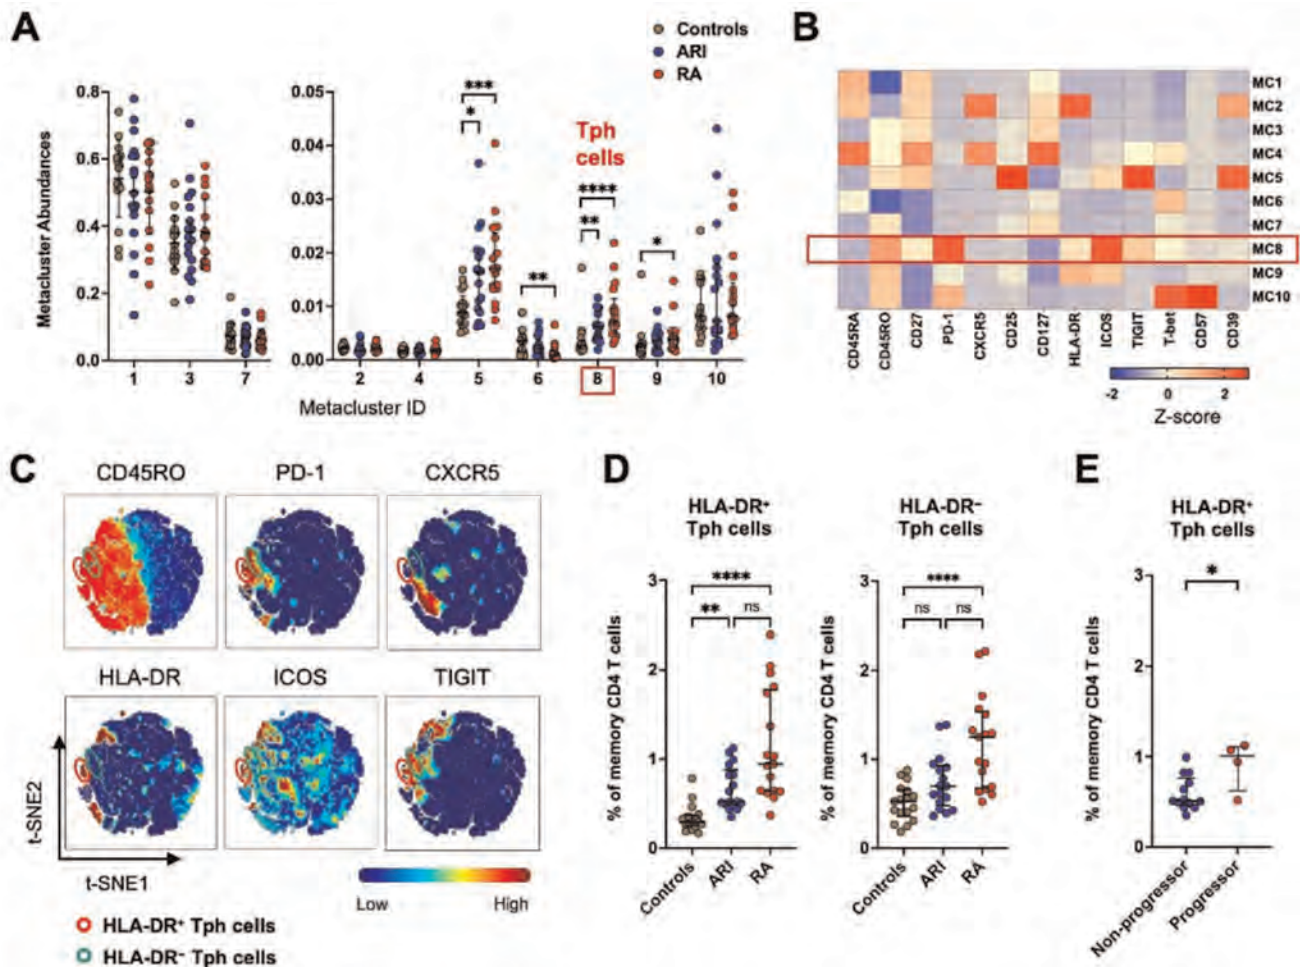 A
Controls
ARI
RA
0.8
0.6
0.4
0.2
0.0
Metacluster Abundances
1
3
7
0.05
0.04
0.03
0.02
0.01
0.00
***
*
**
Tph
cells
****
**
*
2
4
5
6
8
9
10
Metacluster ID
B
MC1
MC2
MC3
MC4
MC5
MC6
MC7
MC8
MC9
MC10
CD45RA
CD45RO
CD27
PD-1
CXCR5
CD25
CD127
HLA-DR
ICOS
TIGIT
T-bet
CD57
CD39
-2
0
2
Z-score
C
CD45RO
PD-1
CXCR5
HLA-DR
ICOS
TIGIT
t-SNE2
t-SNE1
Low
High
HLA-DR⁺ Tph cells
HLA-DR⁻ Tph cells
D
HLA-DR⁺
Tph cells
% of memory CD4 T cells
3
2
1
0
****
**
ns
Controls
ARI
RA
HLA-DR⁻
Tph cells
% of memory CD4 T cells
3
2
1
0
****
ns
ns
Controls
ARI
RA
E
HLA-DR⁺
Tph cells
% of memory CD4 T cells
3
2
1
0
*
Non-progressor
Progressor